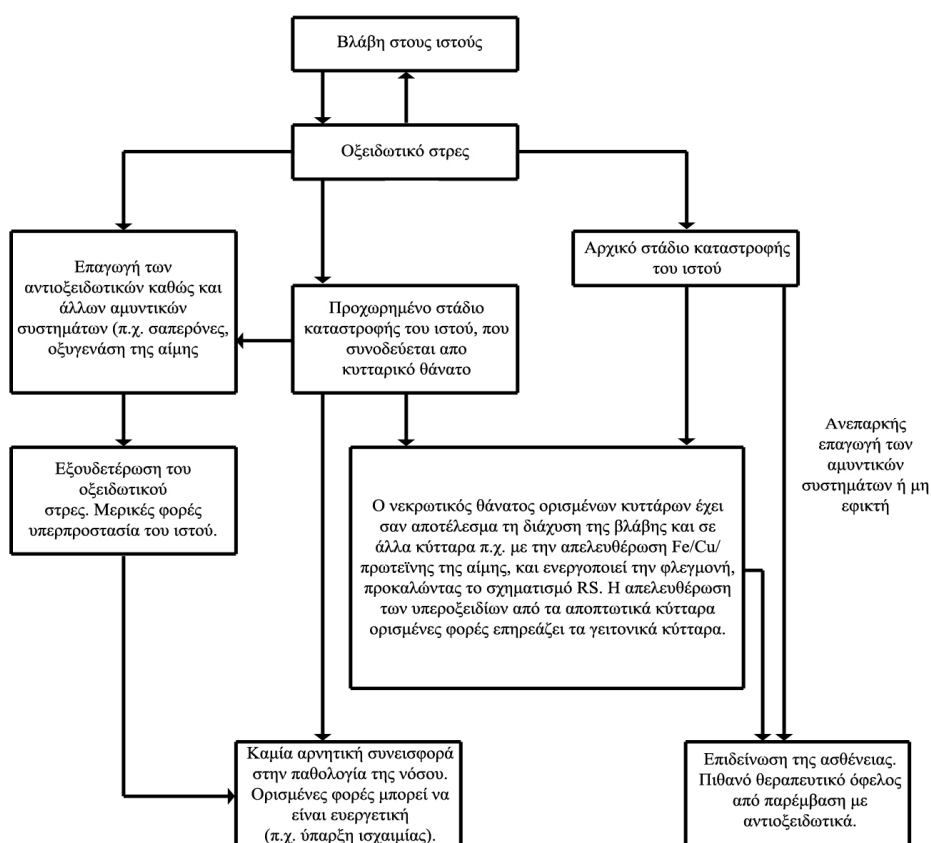 Βλάβη στους ιστούς
Οξειδωτικό στρες
Επαγωγή των
αντιοξειδωτικών καθώς και
άλλων αμυντικών
συστημάτων (π.χ. σαπερόνες,
οξυγενάση της αίμης
Προχωρημένο στάδιο
καταστροφής του ιστού, που
συνοδεύεται απο
κυτταρικό θάνατο
Αρχικό στάδιο καταστροφής
του ιστού
Εξουδετέρωση του
οξειδωτικού
στρες. Μερικές φορές
υπερπροστασία του ιστού.
Ο νεκρωτικός θάνατος ορισμένων κυττάρων έχει
σαν αποτέλεσμα τη διάχυση της βλάβης και σε
άλλα κύτταρα π.χ. με την απελευθέρωση Fe/Cu/
πρωτεΐνης της αίμης, και ενεργοποιεί την φλεγμονή,
προκαλώντας το σχηματισμό RS. Η απελευθέρωση
των υπεροξειδίων από τα αποπτωτικά κύτταρα
ορισμένες φορές επηρεάζει τα γειτονικά κύτταρα.
Ανεπαρκής
επαγωγή των
αμυντικών
συστημάτων ή μη
εφικτή
Καμία αρνητική συνεισφορά
στην παθολογία της νόσου.
Ορισμένες φορές μπορεί να
είναι ευεργετική
(π.χ. ύπαρξη ισχαιμίας).
Επιδείνωση της ασθένειας.
Πιθανό θεραπευτικό όφελος
από παρέμβαση με
αντιοξειδωτικά.